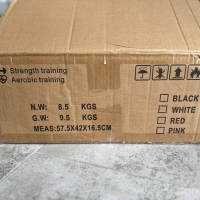 Strength training
Aerobic training
N.W: 8.5 KGS
G.W: 9.5 KGS
MEAS:57.5X42X16.5CM
BLACK
WHITE
RED
PINK